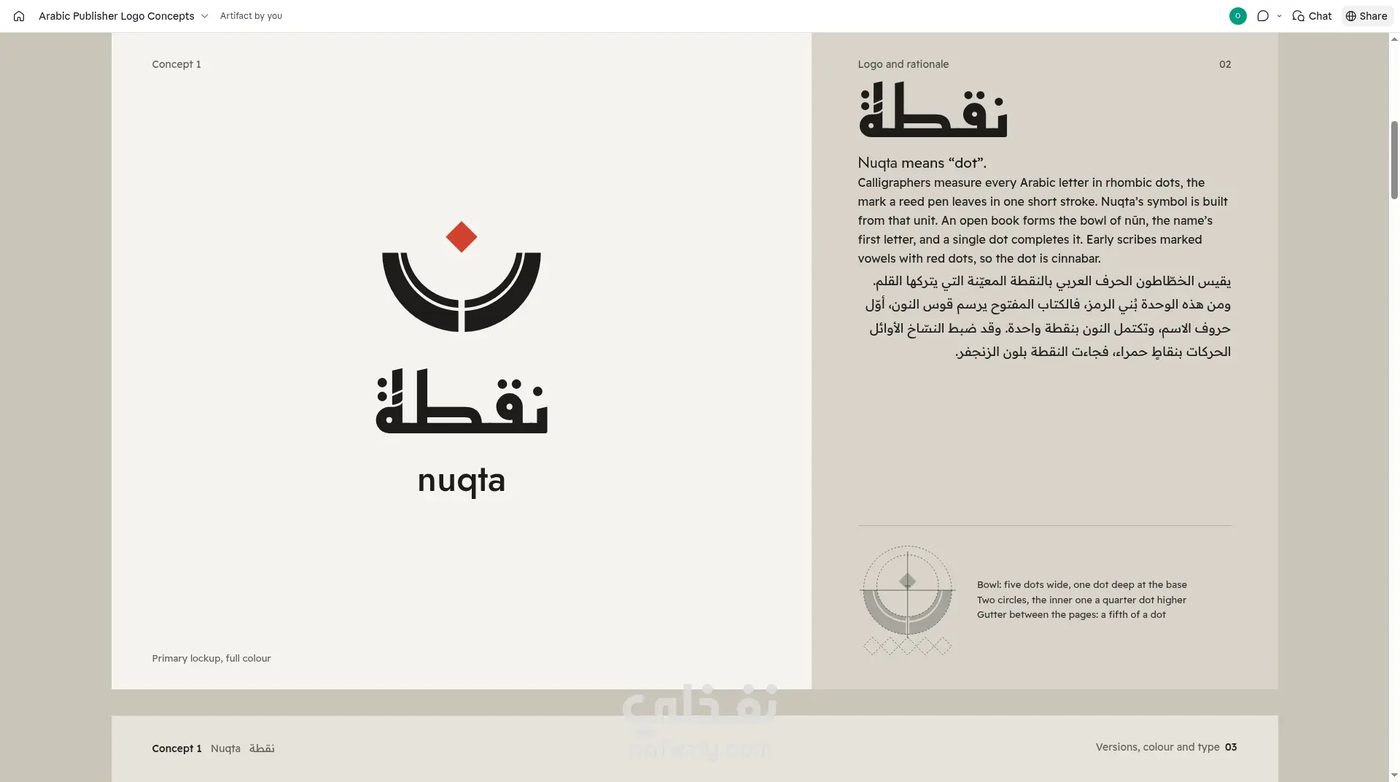 Arabic Publisher Logo Concepts
Artifact by you
O
Chat
Share
Concept 1
نقطة
nuqta
Primary lockup, full colour
Logo and rationale
02
نقطة
Nuqta means “dot”.
Calligraphers measure every Arabic letter in rhombic dots, the
mark a reed pen leaves in one short stroke. Nuqta’s symbol is built
from that unit. An open book forms the bowl of nūn, the name’s
first letter, and a single dot completes it. Early scribes marked
vowels with red dots, so the dot is cinnabar.
يقيس الخطّاطون الحرف العربي بالنقطة المعيّنة التي يتركها القلم.
ومن هذه الوحدة بُني الرمز، فالكتاب المفتوح يرسم قوس النون، أوّل
حروف الاسم، وتكتمل النون بنقطة واحدة. وقد ضبط النسّاخ الأوائل
الحركات بنقاطٍ حمراء، فجاءت النقطة بلون الزنجفر.
Bowl: five dots wide, one dot deep at the base
Two circles, the inner one a quarter dot higher
Gutter between the pages: a fifth of a dot
نفذلي
nafezly.com
Concept 1 Nuqta نقطة
Versions, colour and type 03